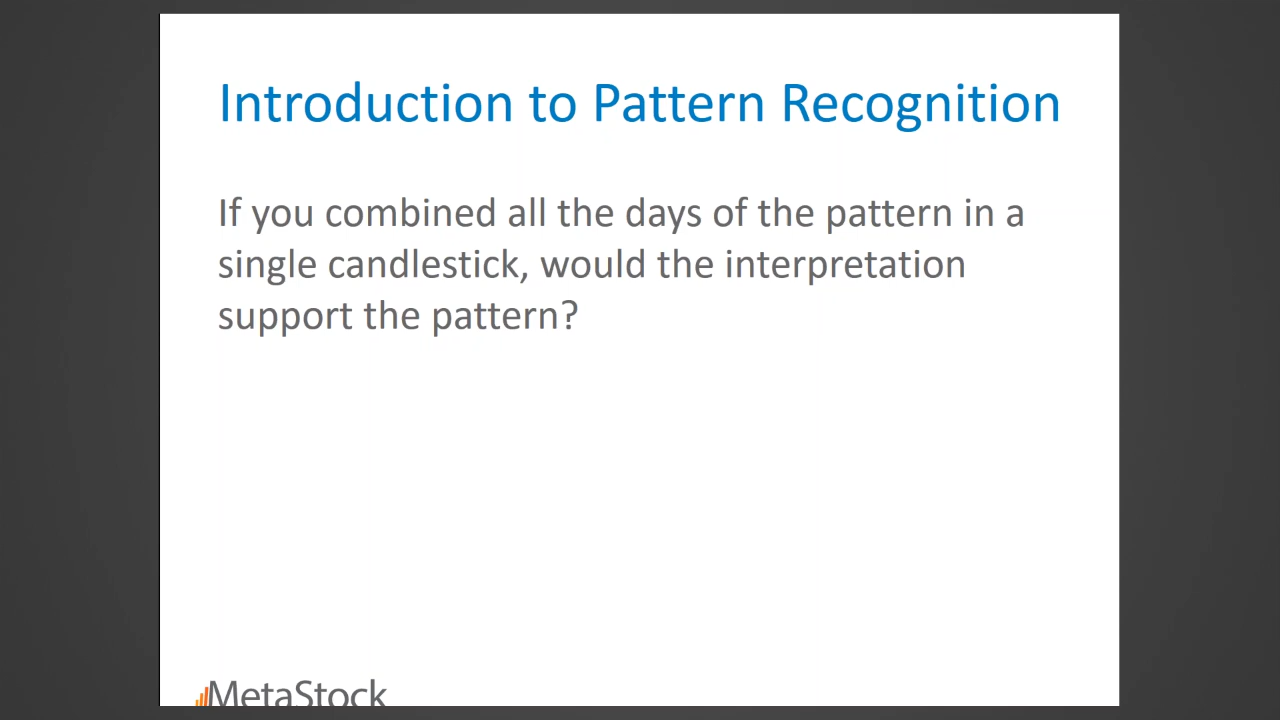 Introduction to Pattern Recognition
If you combined all the days of the pattern in a
single candlestick, would the interpretation
support the pattern?
MetaStock